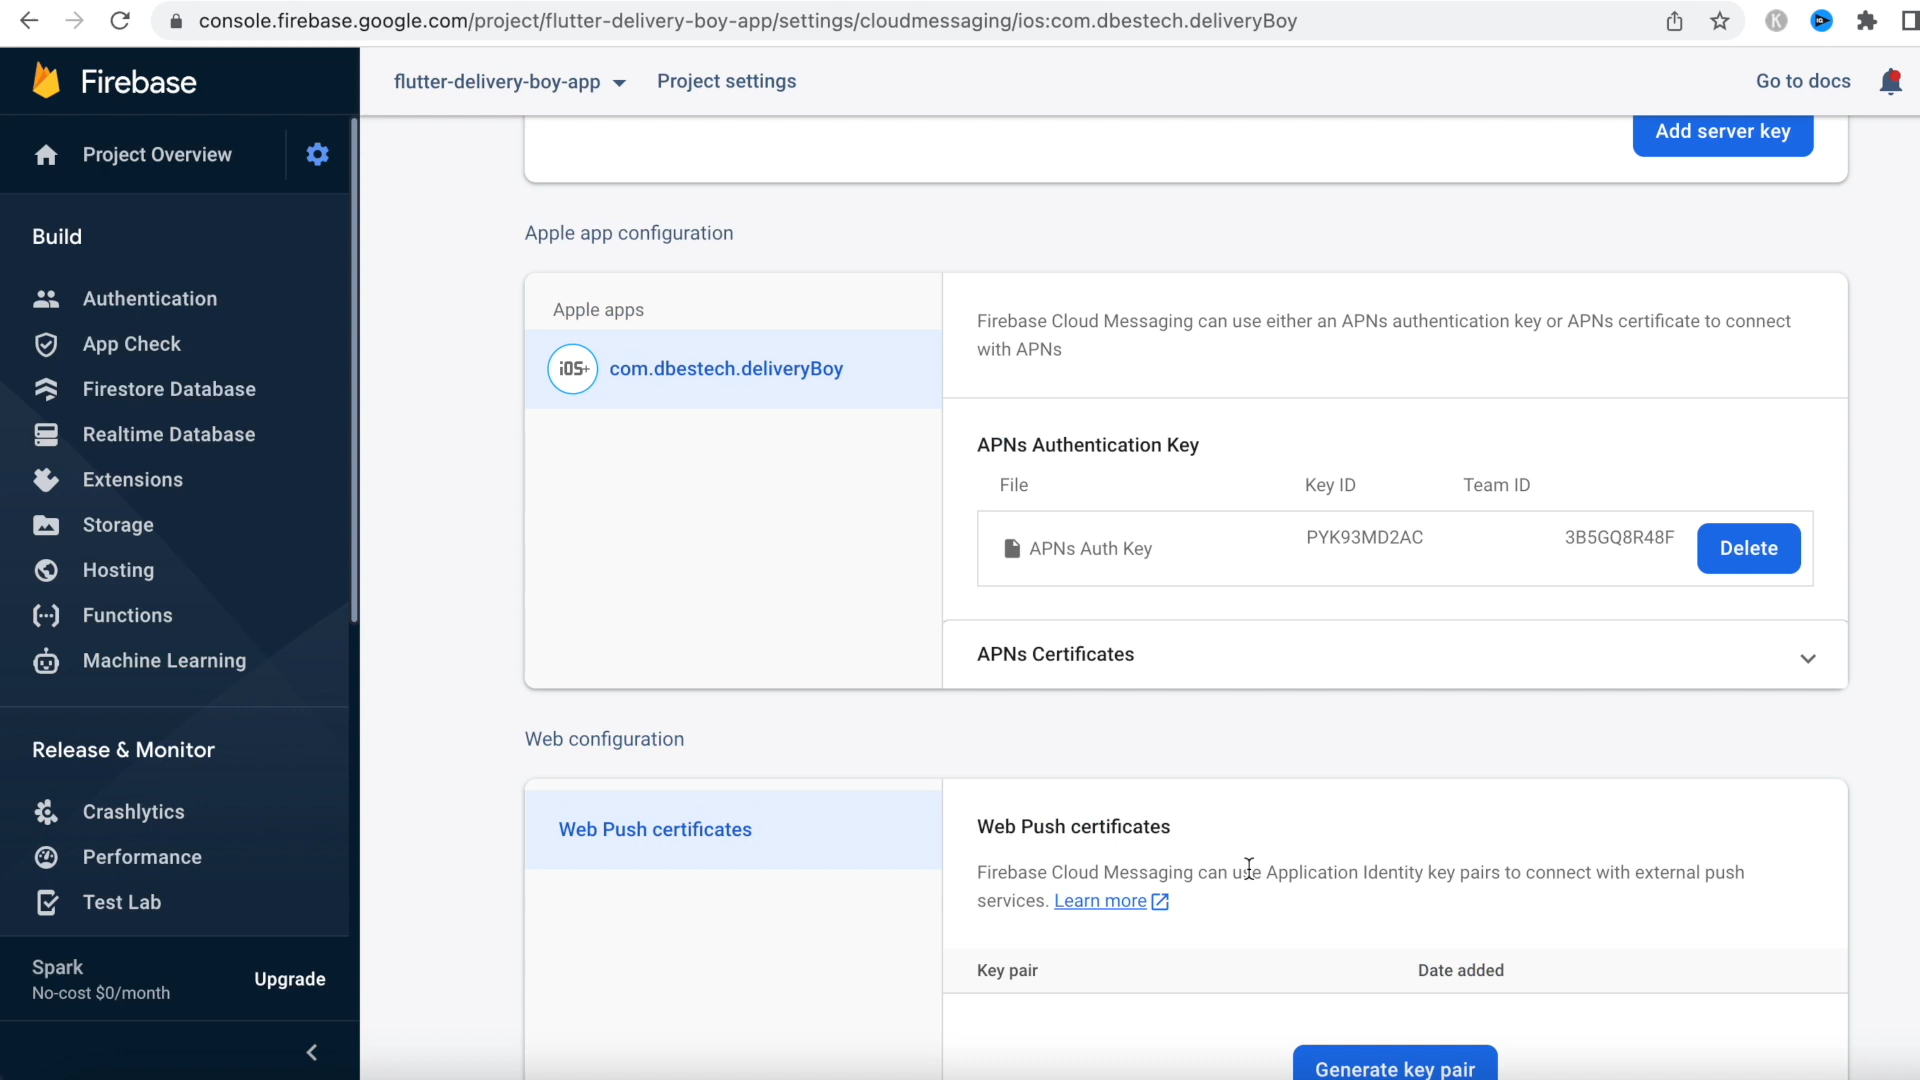 console.firebase.google.com/project/flutter-delivery-boy-app/settings/cloudmessaging/ios:com.dbestech.deliveryBoy
K
Firebase
flutter-delivery-boy-app
Project settings
Go to docs
Project Overview
Add server key
Build
Authentication
App Check
Firestore Database
Realtime Database
Extensions
Storage
Hosting
Functions
Machine Learning
Release & Monitor
Crashlytics
Performance
Test Lab
Spark
No-cost $0/month
Upgrade
Apple app configuration
Apple apps
iOS+
com.dbestech.deliveryBoy
Firebase Cloud Messaging can use either an APNs authentication key or APNs certificate to connect
with APNs
APNs Authentication Key
File Key ID Team ID
APNs Auth Key PYK93MD2AC 3B5GQ8R48F Delete
APNs Certificates
Web configuration
Web Push certificates
Web Push certificates
Firebase Cloud Messaging can use Application Identity key pairs to connect with external push
services. Learn more
Key pair Date added
Generate key pair